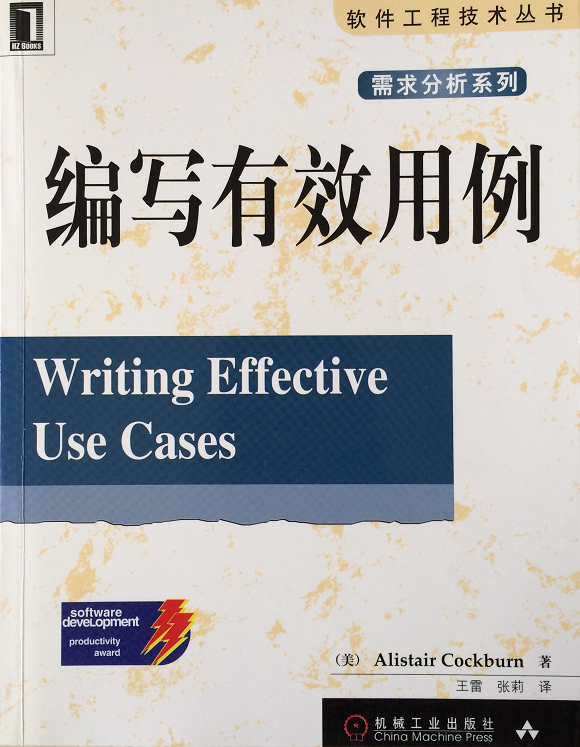 软件工程技术丛书
HZ BOOKS
需求分析系列
编写有效用例
Writing Effective
Use Cases
software
development
productivity
award
（美） Alistair Cockburn 著
王雷 张莉 译
机械工业出版社
China Machine Press